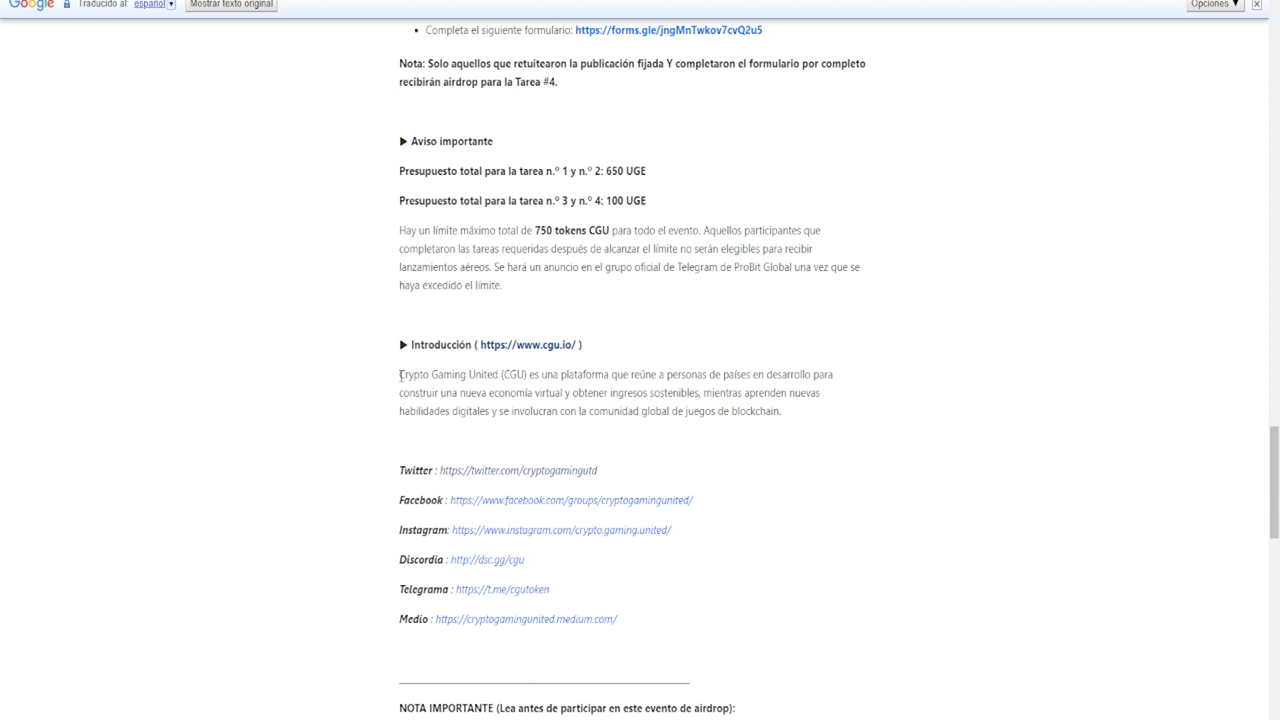 Google Traducido al: español Mostrar texto original Opciones ▼
• Completa el siguiente formulario: https://forms.gle/jngMnTwkov7cvQ2u5
Nota: Solo aquellos que retuitearon la publicación fijada Y completaron el formulario por completo
recibirán airdrop para la Tarea #4.
▶ Aviso importante
Presupuesto total para la tarea n.º 1 y n.º 2: 650 UGE
Presupuesto total para la tarea n.º 3 y n.º 4: 100 UGE
Hay un límite máximo total de 750 tokens CGU para todo el evento. Aquellos participantes que
completaron las tareas requeridas después de alcanzar el límite no serán elegibles para recibir
lanzamientos aéreos. Se hará un anuncio en el grupo oficial de Telegram de ProBit Global una vez que se
haya excedido el límite.
▶ Introducción ( https://www.cgu.io/ )
Crypto Gaming United (CGU) es una plataforma que reúne a personas de países en desarrollo para
construir una nueva economía virtual y obtener ingresos sostenibles, mientras aprenden nuevas
habilidades digitales y se involucran con la comunidad global de juegos de blockchain.
Twitter : https://twitter.com/cryptogamingutd
Facebook : https://www.facebook.com/groups/cryptogamingunited/
Instagram: https://www.instagram.com/crypto.gaming.united/
Discordia : http://dsc.gg/cgu
Telegrama : https://t.me/cgutoken
Medio : https://cryptogamingunited.medium.com/
NOTA IMPORTANTE (Lea antes de participar en este evento de airdrop):